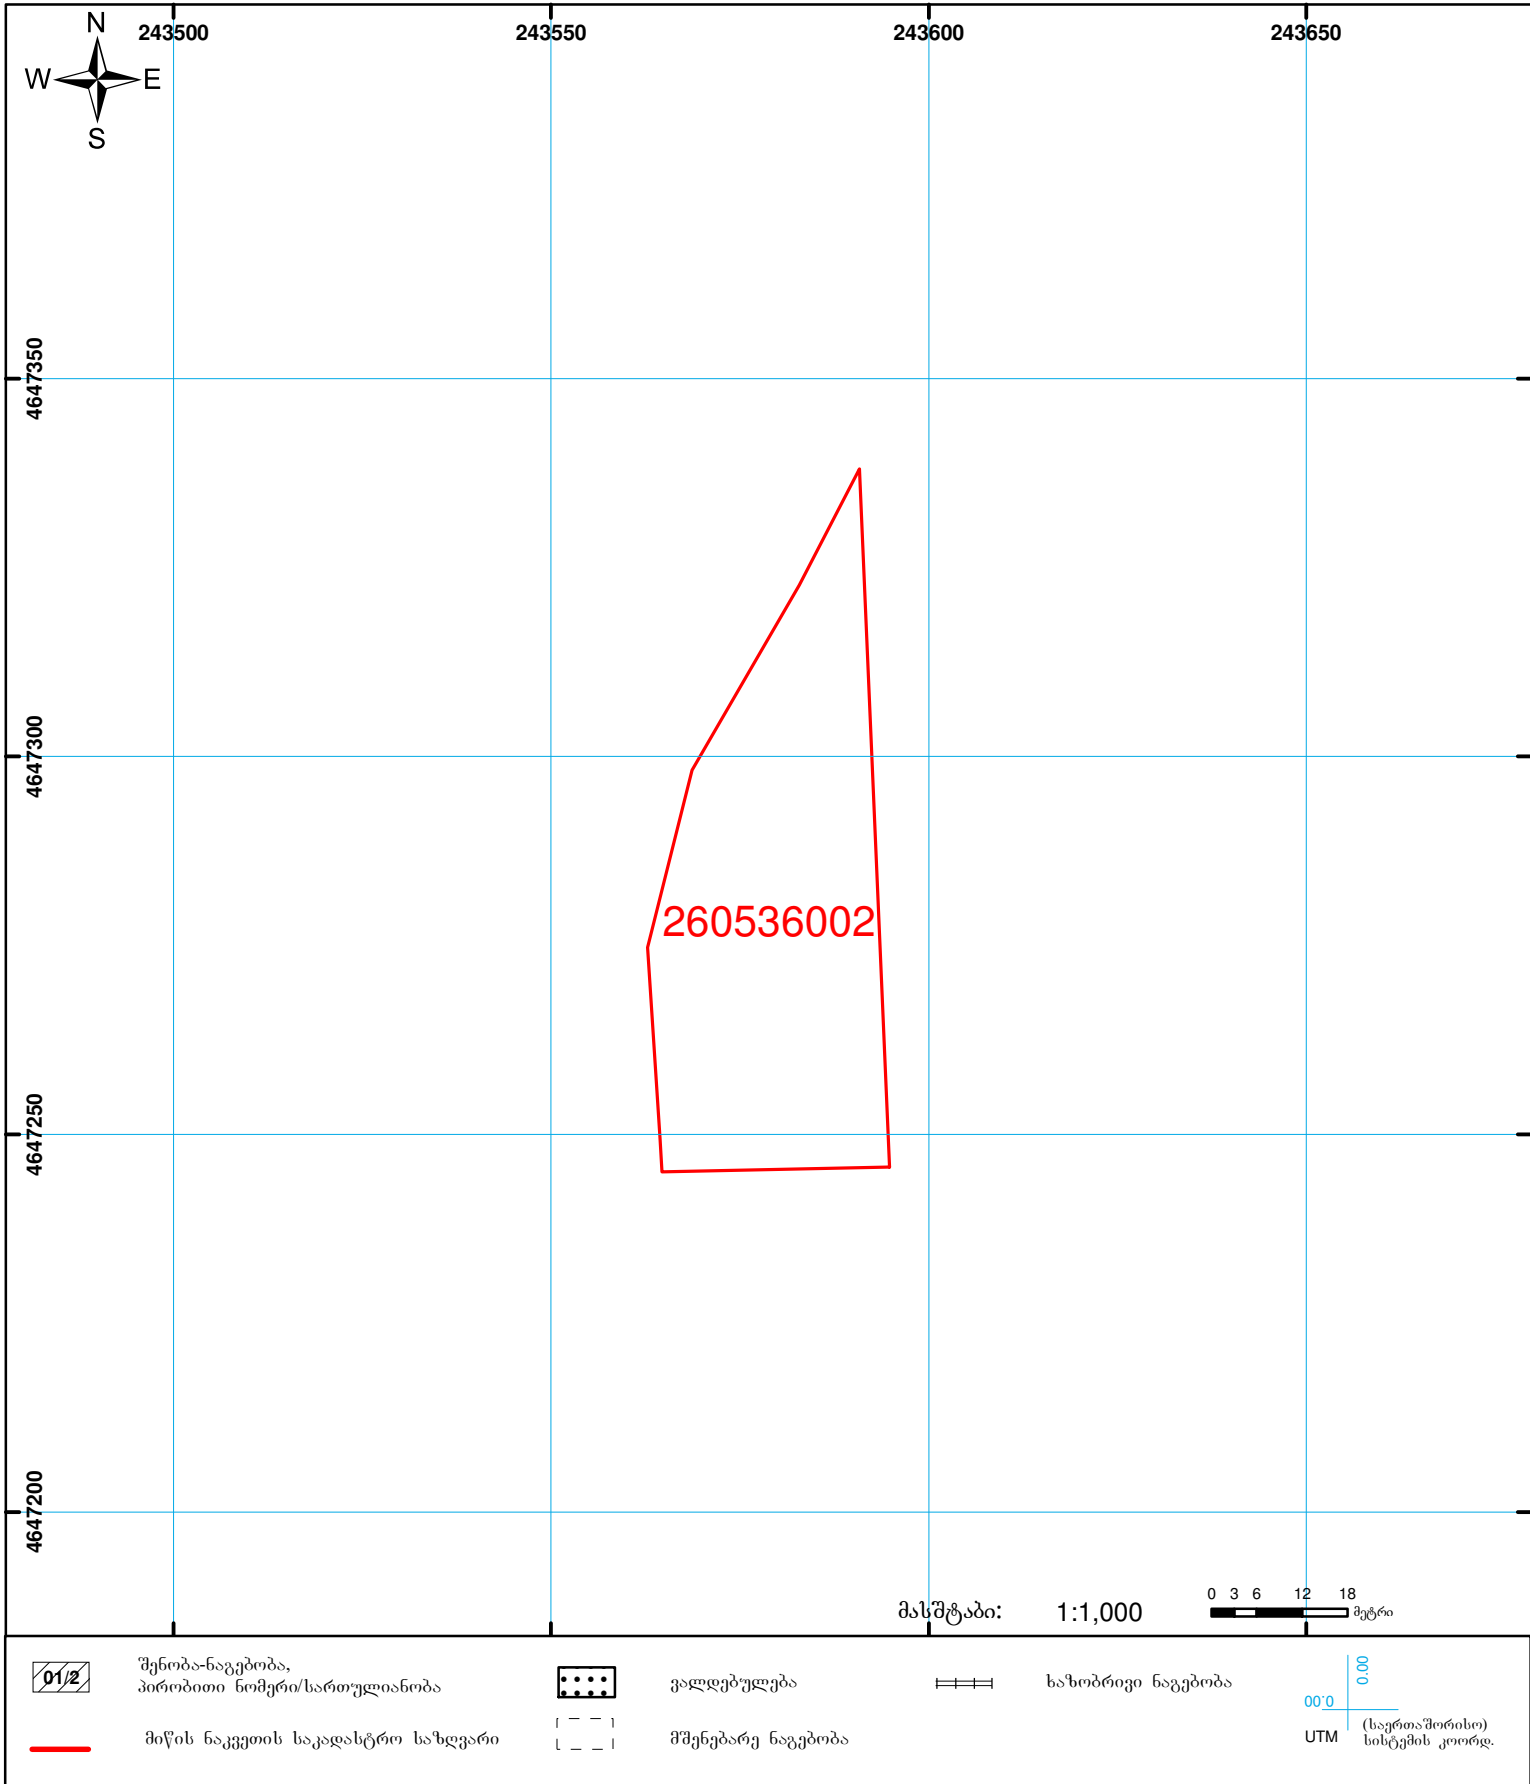 N
243500 243550 243600 243650
W E
S
4647350
4647300
260536002
4647250
4647200
0 3 6 12 18
მასშტაბი: 1:1,000 მეტრი
01/2 შენობა-ნაგებობა,
პირობითი ნომერი/სართულიანობა
ვალდებულება
ხაზობრივი ნაგებობა
0.00
0.00
მიწის ნაკვეთის საკადასტრო საზღვარი
მშენებარე ნაგებობა
UTM (საერთაშორისო)
სისტემის კოორდ.